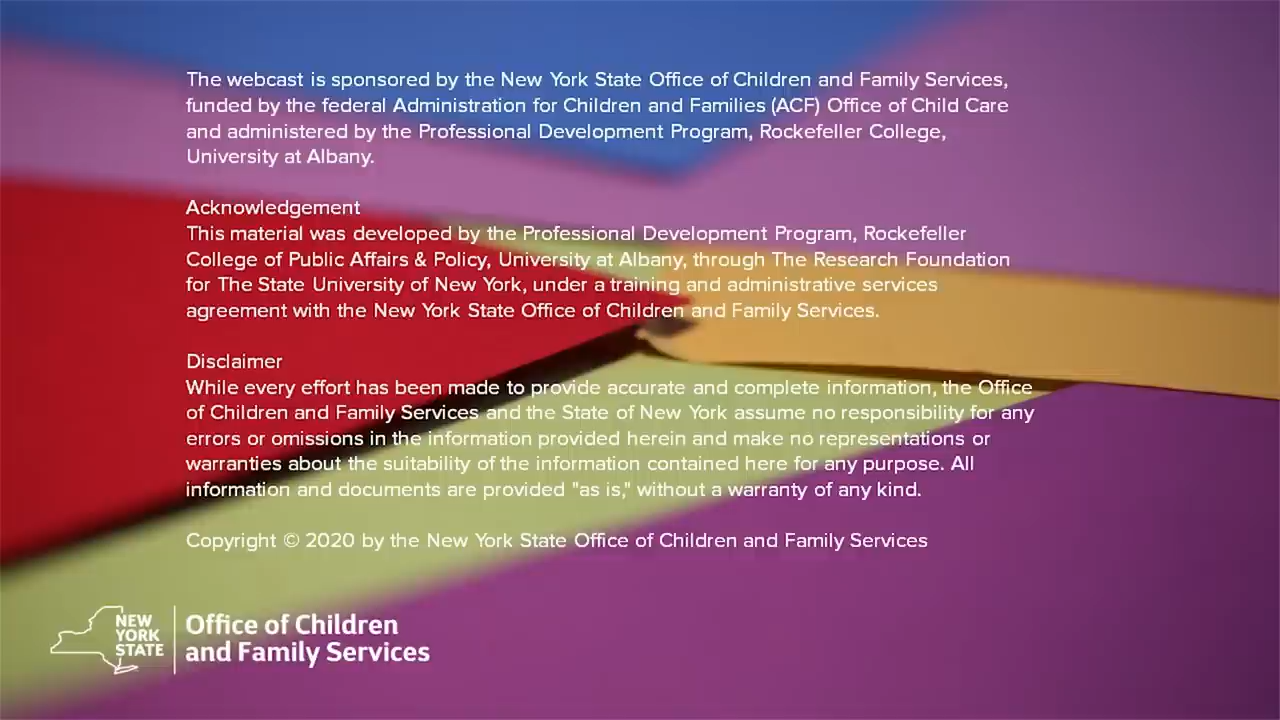 The webcast is sponsored by the New York State Office of Children and Family Services,
funded by the federal Administration for Children and Families (ACF) Office of Child Care
and administered by the Professional Development Program, Rockefeller College,
University at Albany.
Acknowledgement
This material was developed by the Professional Development Program, Rockefeller
College of Public Affairs & Policy, University at Albany, through The Research Foundation
for The State University of New York, under a training and administrative services
agreement with the New York State Office of Children and Family Services.
Disclaimer
While every effort has been made to provide accurate and complete information, the Office
of Children and Family Services and the State of New York assume no responsibility for any
errors or omissions in the information provided herein and make no representations or
warranties about the suitability of the information contained here for any purpose. All
information and documents are provided "as is," without a warranty of any kind.
Copyright © 2020 by the New York State Office of Children and Family Services
NEW
YORK
STATE
Office of Children
and Family Services